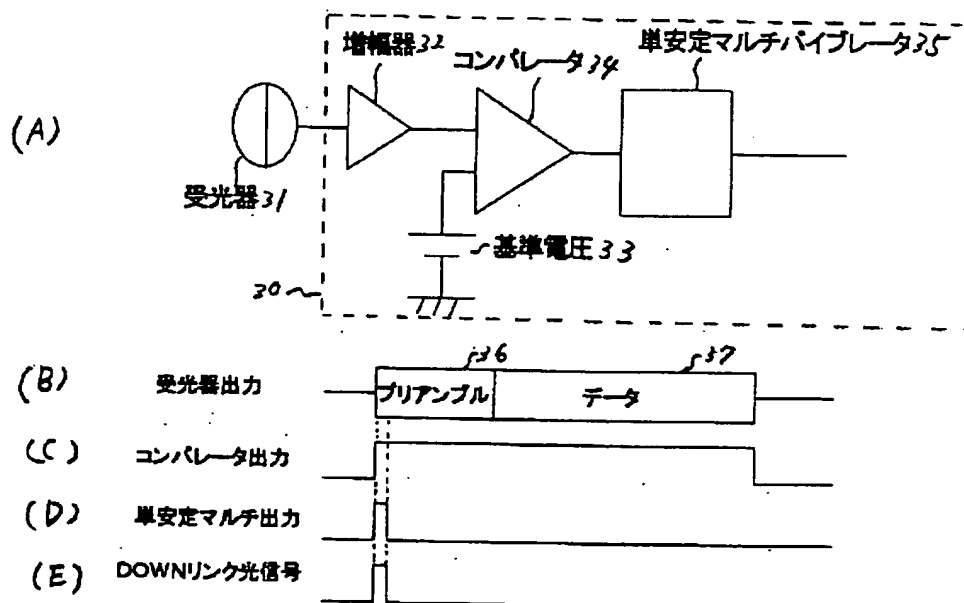 (A)
増幅器32
コンパレータ34
単安定マルチバイブレータ35
受光器31
基準電圧33
30
(B)
受光器出力
36
37
プリアンブル
データ
(C)
コンパレータ出力
(D)
単安定マルチ出力
(E)
DOWNリンク光信号